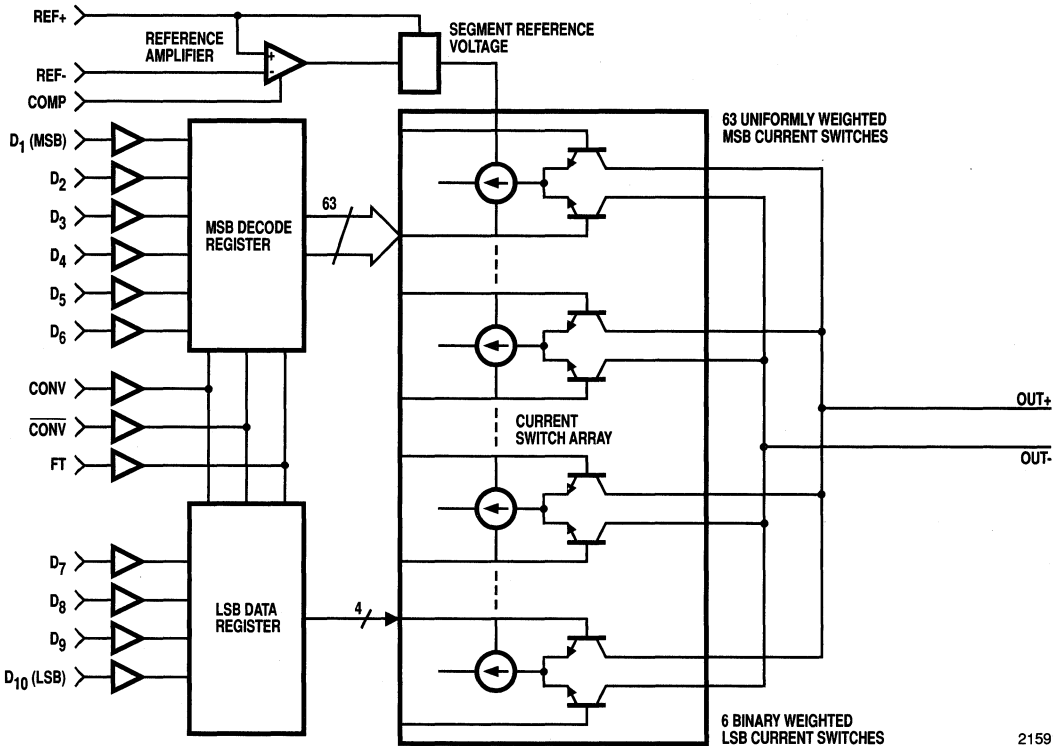 REF+
REFERENCE
AMPLIFIER
SEGMENT REFERENCE
VOLTAGE
+
-
REF-
COMP
63 UNIFORMLY WEIGHTED
MSB CURRENT SWITCHES
D1 (MSB)
D2
D3
D4
D5
D6
MSB DECODE
REGISTER
63
CONV
CONV
FT
CURRENT
SWITCH ARRAY
OUT+
OUT-
D7
D8
D9
D10 (LSB)
LSB DATA
REGISTER
4
6 BINARY WEIGHTED
LSB CURRENT SWITCHES
2159